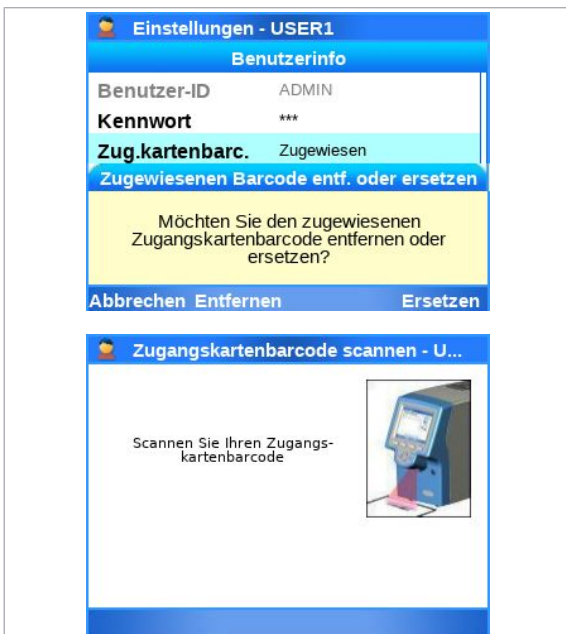 Einstellungen - USER1
Benutzerinfo
Benutzer-ID ADMIN
Kennwort ***
Zug.kartenbarc. Zugewiesen
Zugewiesenen Barcode entf. oder ersetzen
Möchten Sie den zugewiesenen
Zugangskartenbarcode entfernen oder
ersetzen?
Abbrechen Entfernen Ersetzen
Zugangskartenbarcode scannen - U...
Scannen Sie Ihren Zugangs-
kartenbarcode